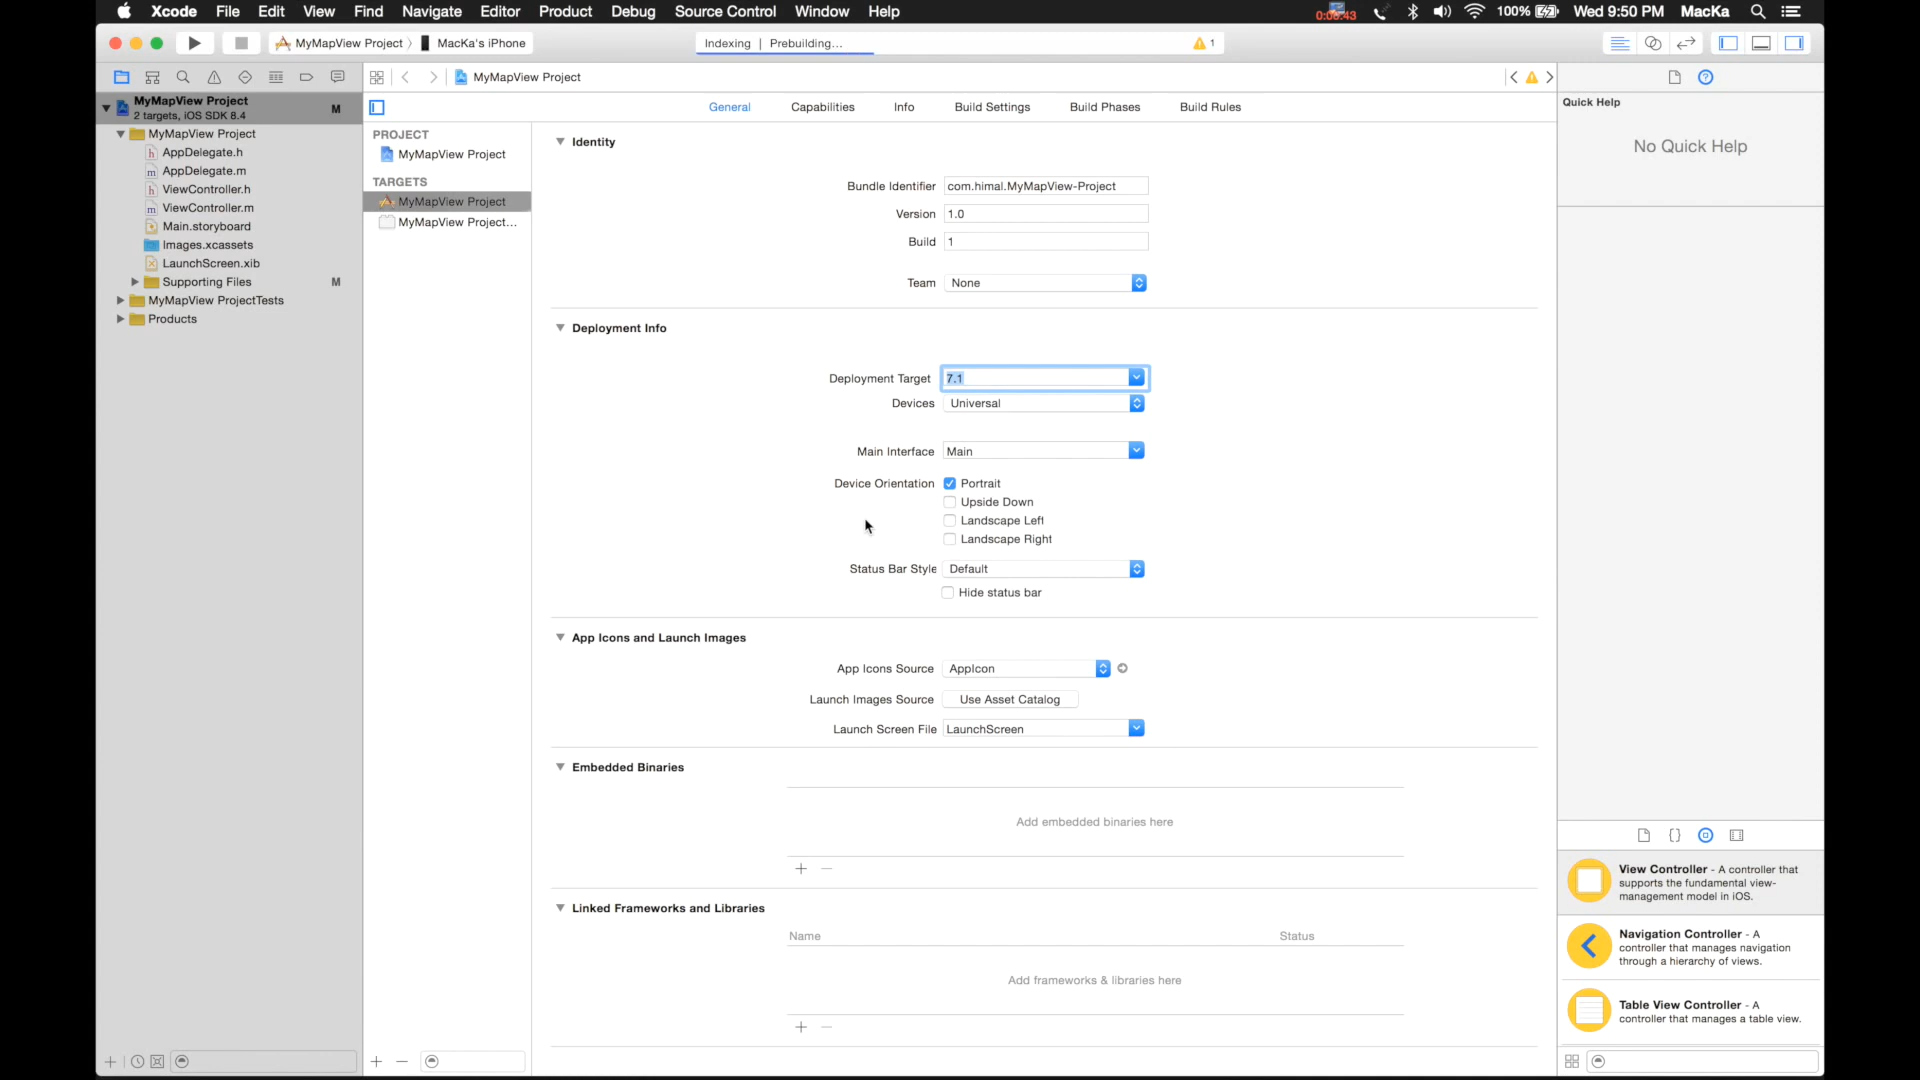 Xcode File Edit View Find Navigate Editor Product Debug Source Control Window Help
100% Wed 9:50 PM MacKa
MyMapView Project MacKa's iPhone
Indexing | Prebuilding...
1
MyMapView Project
MyMapView Project
2 targets, iOS SDK 8.4
M
MyMapView Project
AppDelegate.h
AppDelegate.m
ViewController.h
ViewController.m
Main.storyboard
Images.xcassets
LaunchScreen.xib
Supporting Files
M
MyMapView ProjectTests
Products
PROJECT
MyMapView Project
TARGETS
MyMapView Project
MyMapView Project...
General Capabilities Info Build Settings Build Phases Build Rules
Identity
Bundle Identifier com.himal.MyMapView-Project
Version 1.0
Build 1
Team None
Deployment Info
Deployment Target 7.1
Devices Universal
Main Interface Main
Device Orientation Portrait
Upside Down
Landscape Left
Landscape Right
Status Bar Style Default
Hide status bar
App Icons and Launch Images
App Icons Source AppIcon
Launch Images Source Use Asset Catalog
Launch Screen File LaunchScreen
Embedded Binaries
Add embedded binaries here
Linked Frameworks and Libraries
Name Status
Add frameworks & libraries here
Quick Help
No Quick Help
View Controller - A controller that
supports the fundamental view-
management model in iOS.
Navigation Controller - A
controller that manages navigation
through a hierarchy of views.
Table View Controller - A
controller that manages a table view.